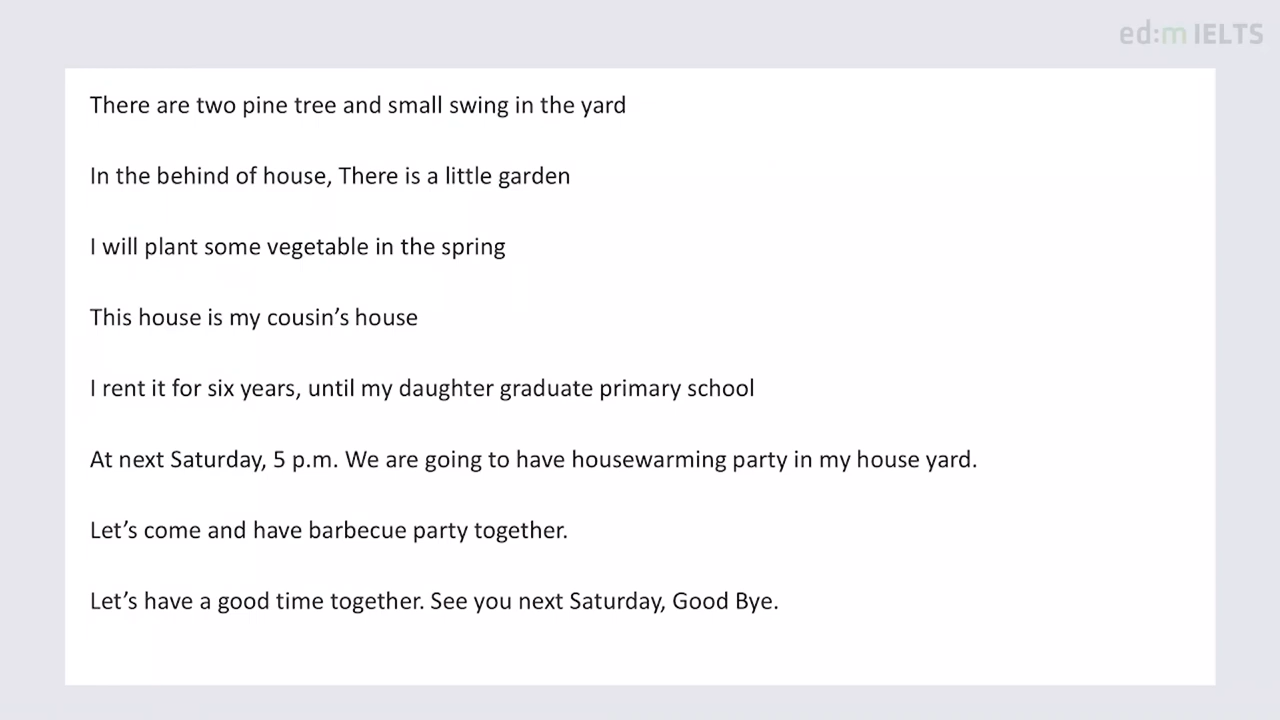 ed:m IELTS
There are two pine tree and small swing in the yard
In the behind of house, There is a little garden
I will plant some vegetable in the spring
This house is my cousin’s house
I rent it for six years, until my daughter graduate primary school
At next Saturday, 5 p.m. We are going to have housewarming party in my house yard.
Let’s come and have barbecue party together.
Let’s have a good time together. See you next Saturday, Good Bye.